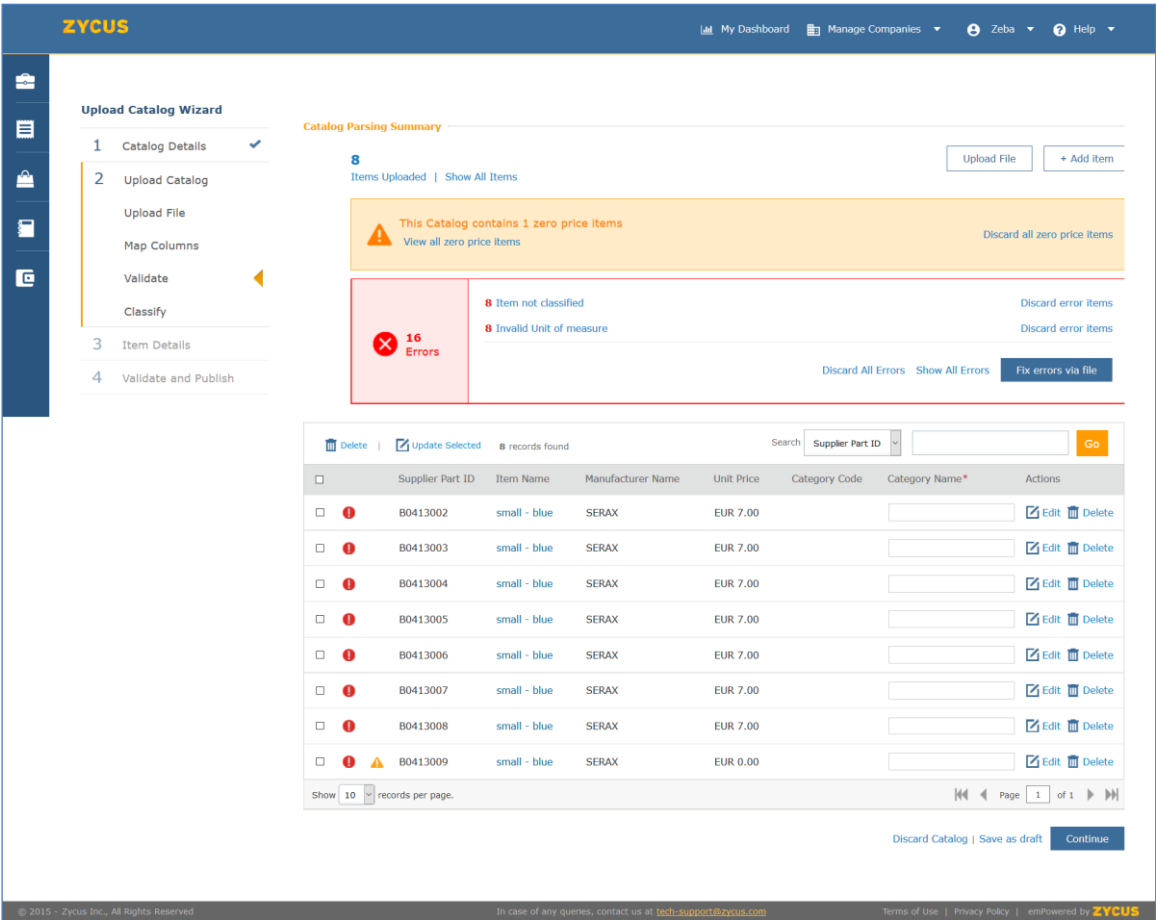 ZYCUS
My Dashboard Manage Companies Zeba Help
Upload Catalog Wizard
1 Catalog Details
2 Upload Catalog
Upload File
Map Columns
Validate
Classify
3 Item Details
4 Validate and Publish
Catalog Parsing Summary
8
Items Uploaded | Show All Items
Upload File + Add item
This Catalog contains 1 zero price items
View all zero price items
Discard all zero price items
16
Errors
8 Item not classified Discard error items
8 Invalid Unit of measure Discard error items
Discard All Errors Show All Errors Fix errors via file
Delete | Update Selected 8 records found Search Supplier Part ID Go
Supplier Part ID Item Name Manufacturer Name Unit Price Category Code Category Name* Actions
B0413002 small - blue SERAX EUR 7.00 Edit Delete
B0413003 small - blue SERAX EUR 7.00 Edit Delete
B0413004 small - blue SERAX EUR 7.00 Edit Delete
B0413005 small - blue SERAX EUR 7.00 Edit Delete
B0413006 small - blue SERAX EUR 7.00 Edit Delete
B0413007 small - blue SERAX EUR 7.00 Edit Delete
B0413008 small - blue SERAX EUR 7.00 Edit Delete
B0413009 small - blue SERAX EUR 0.00 Edit Delete
Show 10 records per page. Page 1 of 1
Discard Catalog | Save as draft Continue
© 2015 - Zycus Inc., All Rights Reserved In case of any queries, contact us at tech-support@zycus.com Terms of Use | Privacy Policy | emPowered by ZYCUS